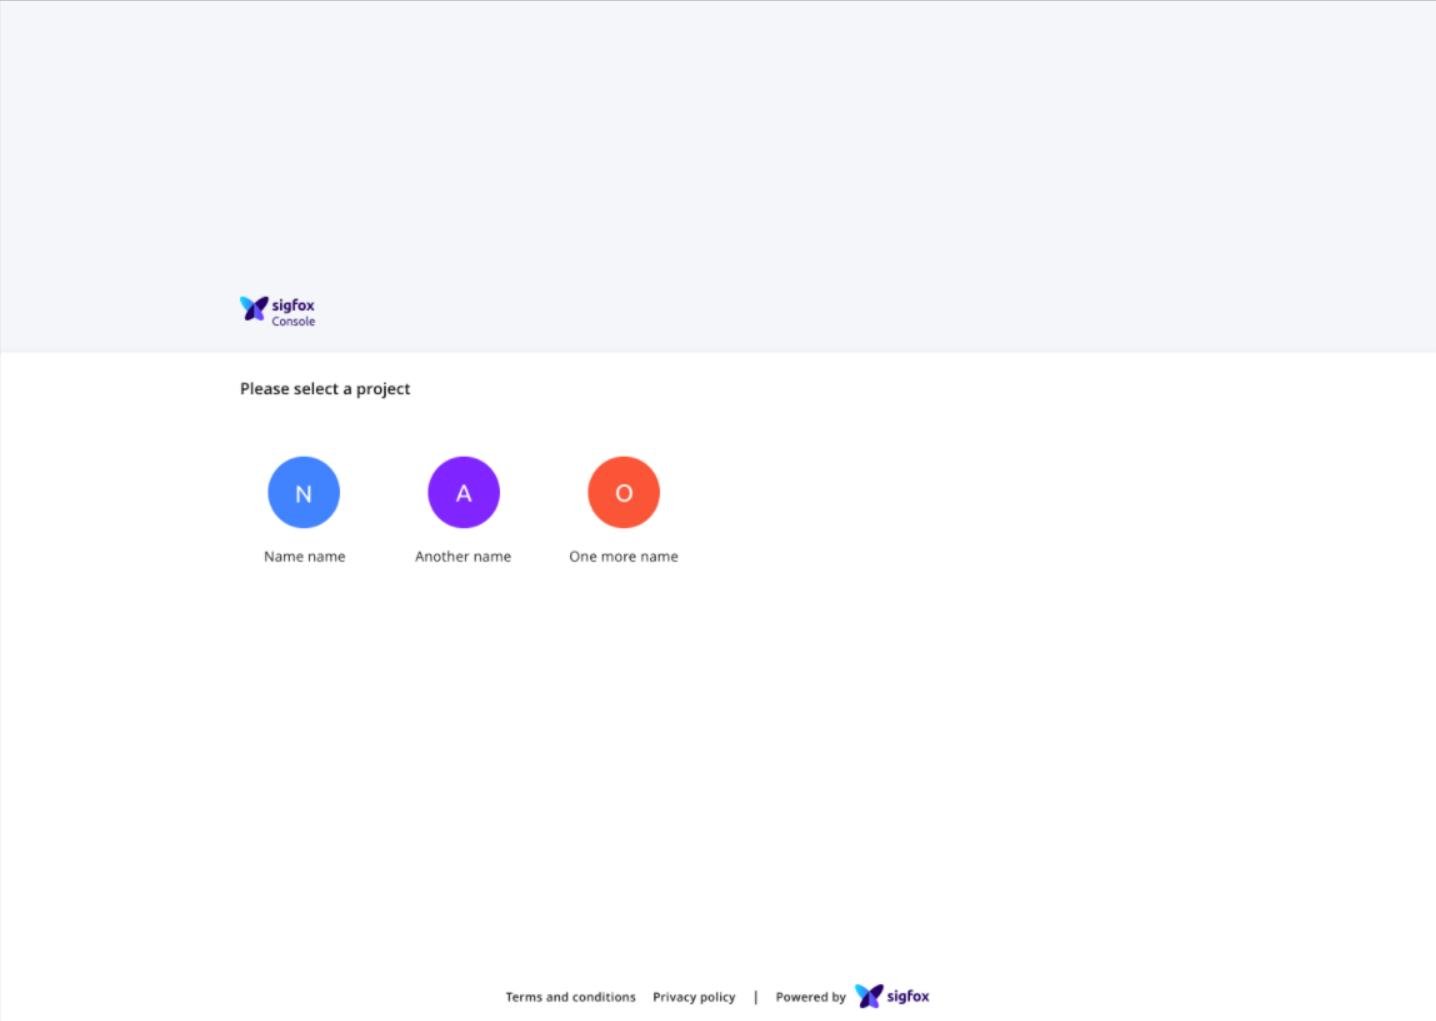 sigfox
Console
Please select a project
N A O
Name name Another name One more name
Terms and conditions Privacy policy | Powered by sigfox